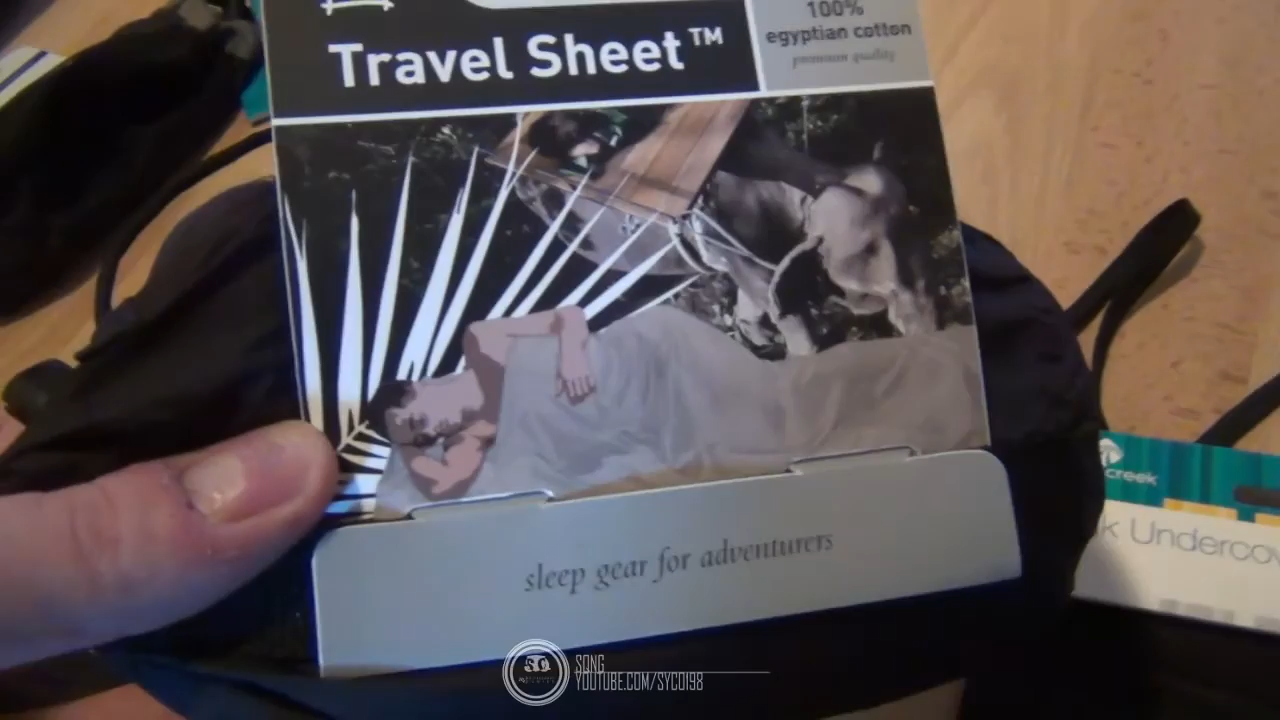 100%
egyptian cotton
premium quality
Travel Sheet™
creek
k Undercov
sleep gear for adventurers
SONG
YOUTUBE.COM/SYCO198